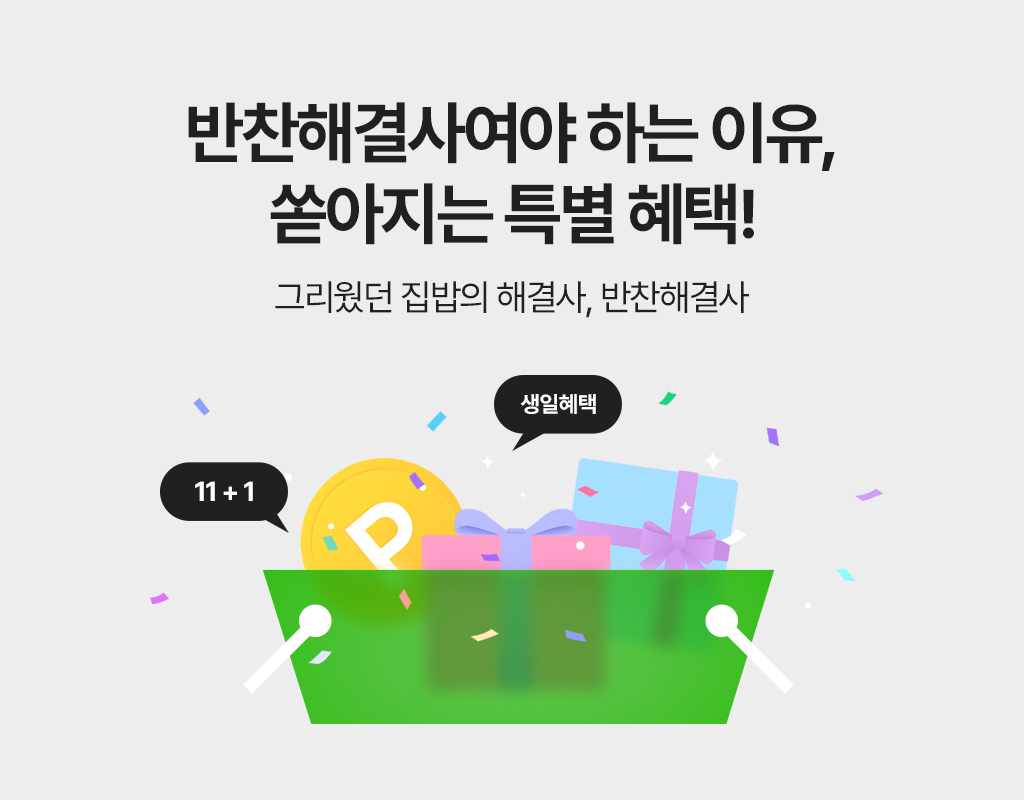 반찬해결사여야 하는 이유,
쏟아지는 특별 혜택!
그리웠던 집밥의 해결사, 반찬해결사
생일혜택
11 + 1
P